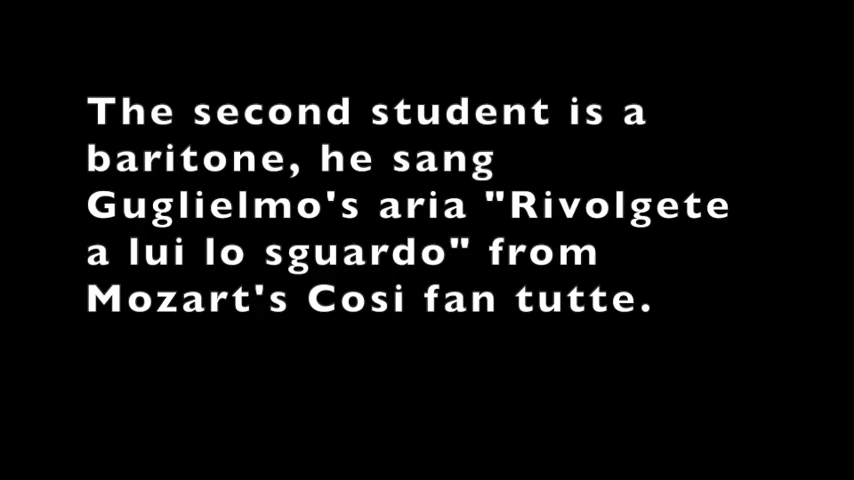 The second student is a
baritone, he sang
Guglielmo's aria "Rivolgete
a lui lo sguardo" from
Mozart's Cosi fan tutte.